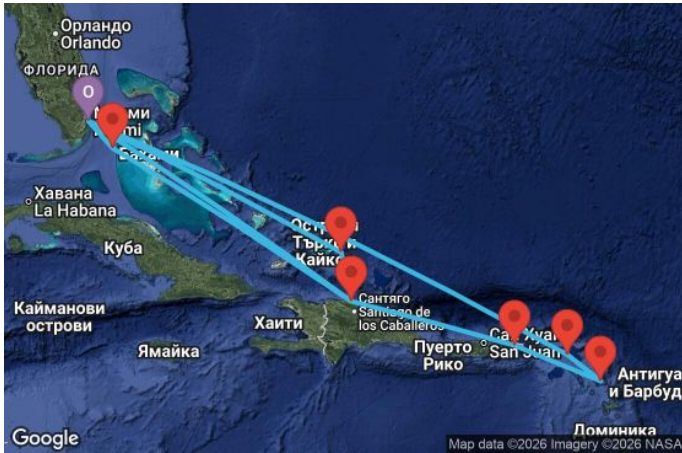 Орландо
Orlando
ФЛОРИДА
O
Хавана
La Habana
Куба
Кайманови
острови
Ямайка
Хаити
Сантяго
Santiago de
los Caballeros
Пуерто
Рико
San Juan
Антигуа
и Барбуд
Доминика
Google
Map data ©2026 Imagery ©2026 NASA